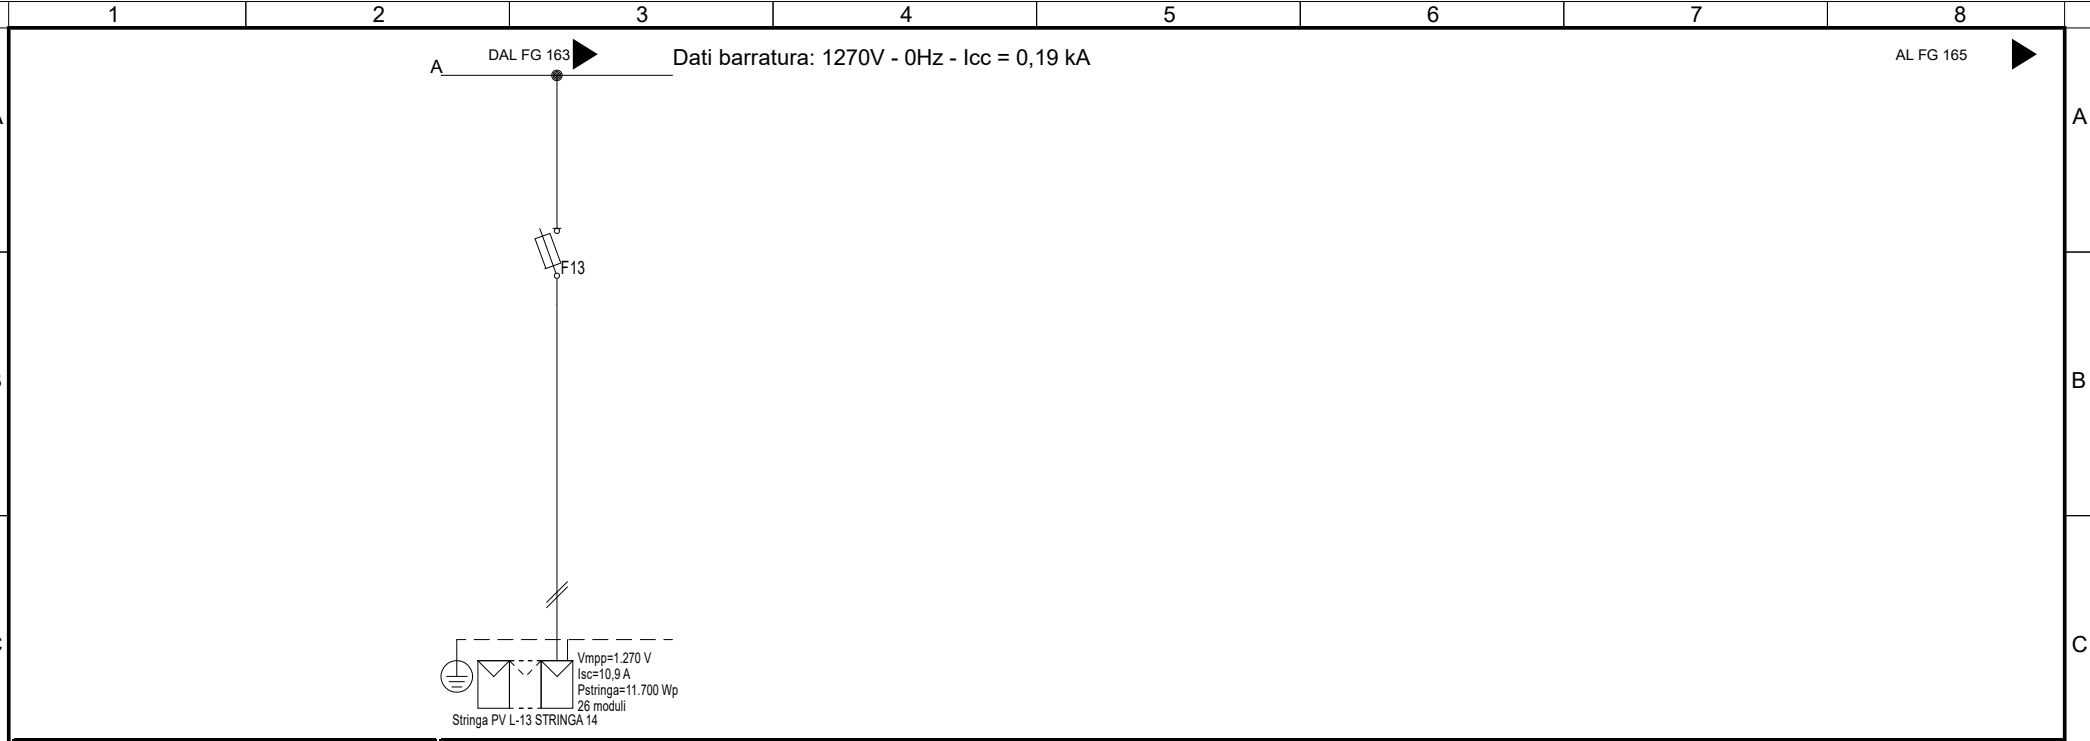 1 2 3 4 5 6 7 8
DAL FG 163
Dati barratura: 1270V - 0Hz - Icc = 0,19 kA
AL FG 165
A
A
F13
B
C
Vmpp=1.270 V
Isc=10,9 A
Pstringa=11.700 Wp
26 moduli
Stringa PV L-13 STRINGA 14